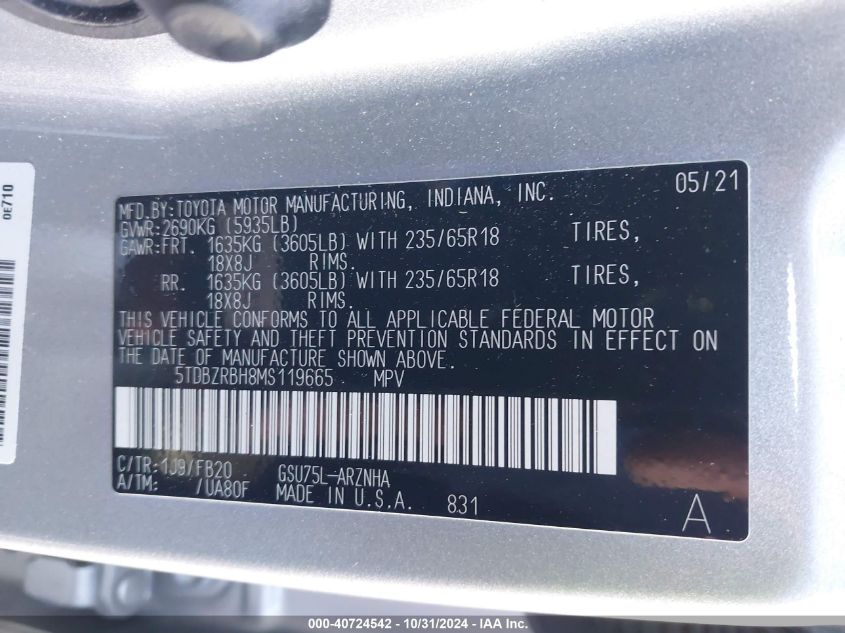 0E710
05/21
MFD.BY:TOYOTA MOTOR MANUFACTURING, INDIANA, INC.
GVWR:2690KG (5935LB)
GAWR:FRT. 1635KG (3605LB) WITH 235/65R18 TIRES,
18X8J RIMS.
RR. 1635KG (3605LB) WITH 235/65R18 TIRES,
18X8J RIMS.
THIS VEHICLE CONFORMS TO ALL APPLICABLE FEDERAL MOTOR
VEHICLE SAFETY AND THEFT PREVENTION STANDARDS IN EFFECT ON
THE DATE OF MANUFACTURE SHOWN ABOVE.
5TDBZRBH8MS119665 MPV
C/TR:1J9/FB20 GSU75L-ARZNHA
A/TM: /UA80F MADE IN U.S.A. 831 A
000-40724542 - 10/31/2024 - IAA Inc.